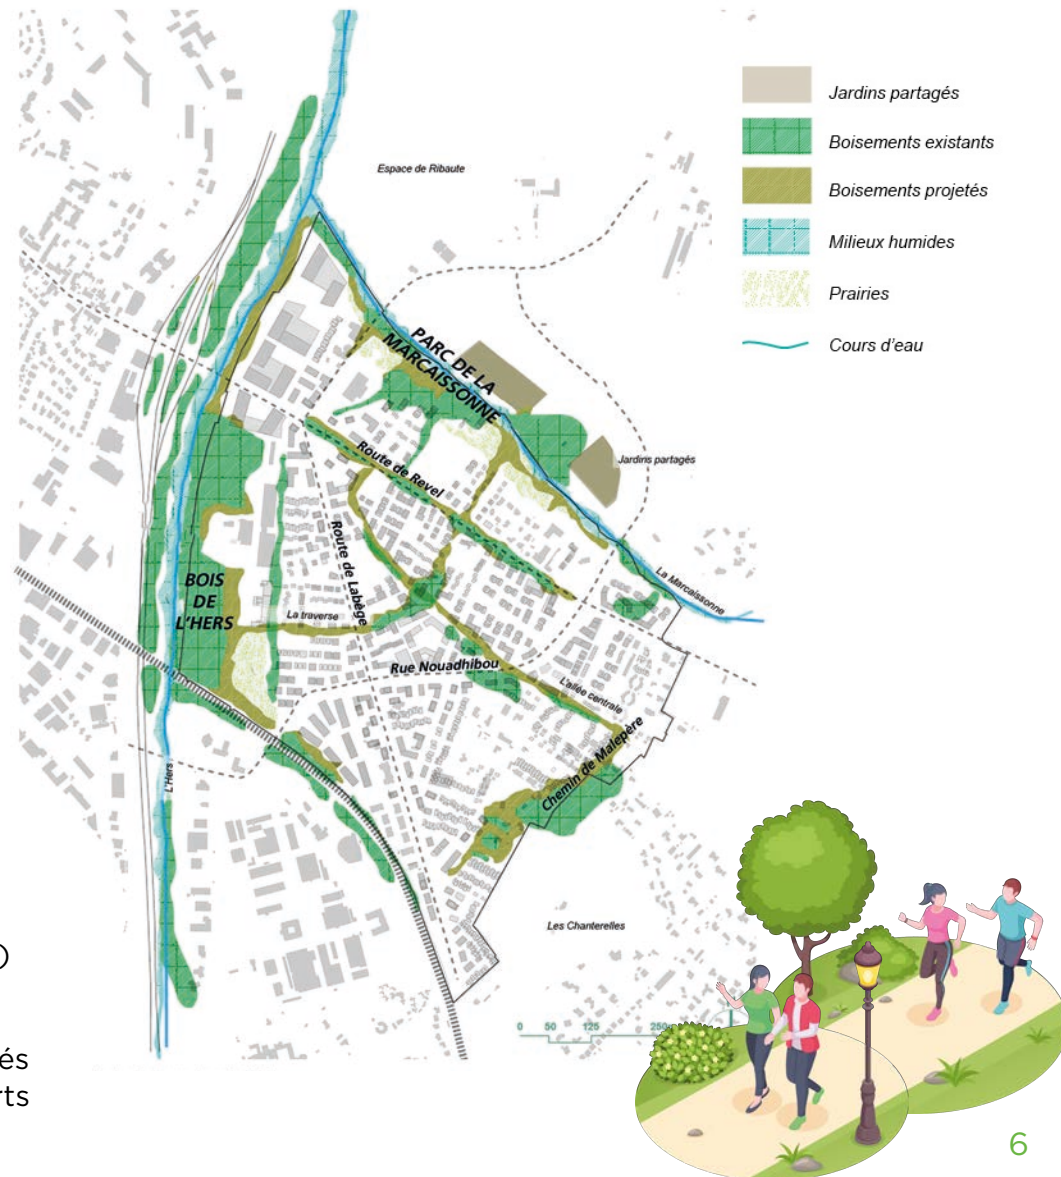 Jardins partagés
Boisements existants
Boisements projetés
Milieux humides
Prairies
Cours d'eau
Espace de Ribaute
PARC DE LA
MARCAISSONNE
Route de Revel
Jardins partagés
Route de Labège
La Marcaissonne
BOIS
DE
L'HERS
La traverse
Rue Nouadhibou
L'allée centrale
Chemin de Malepère
L'Hers
Les Chanterelles
0 50 125 250
és
rts
6